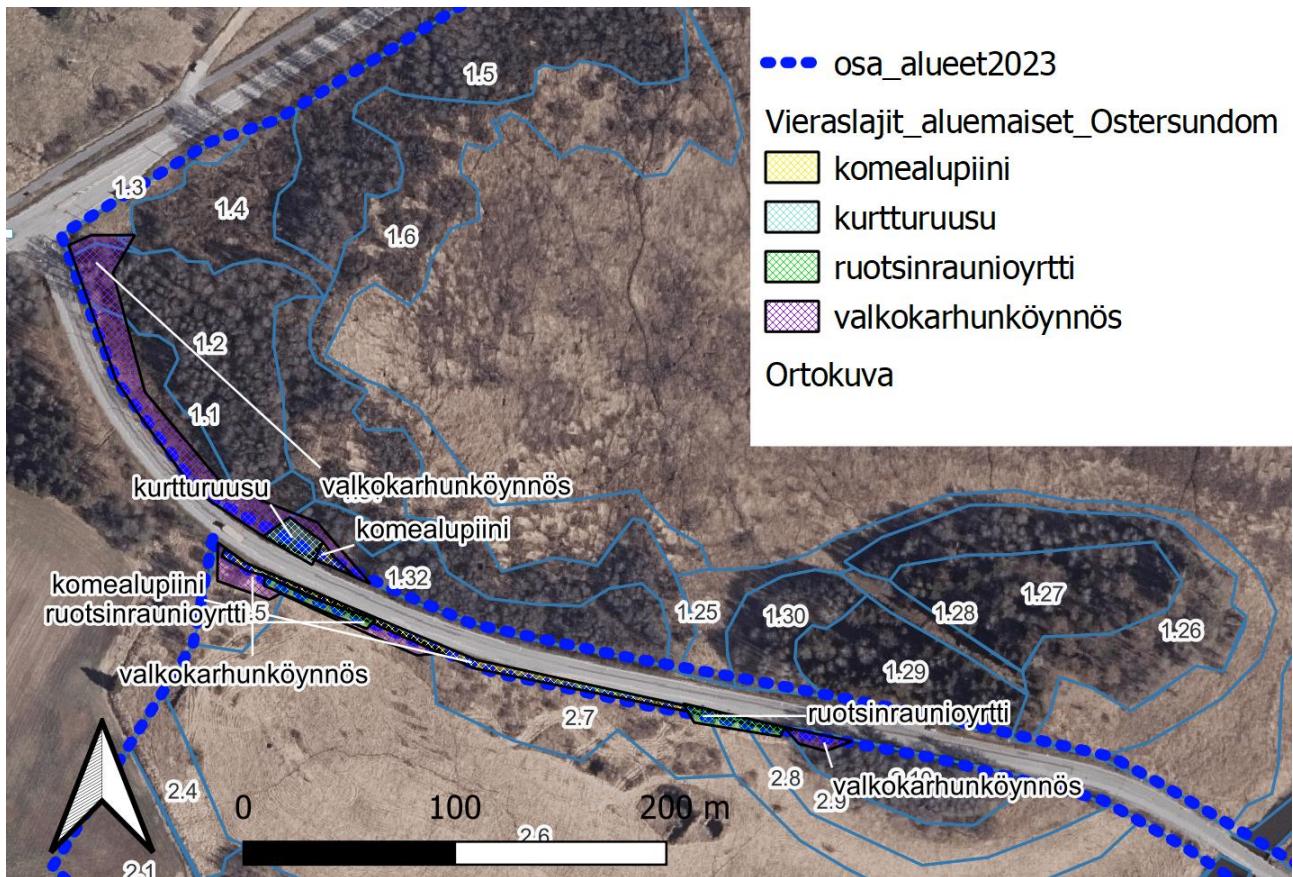 osa_alueet2023
Vieraslajit_aluemaiset_Ostersundom
komealupiini
kurtturuusu
ruotsinraunioyrtti
valkokarhunköynnös
Ortokuva
1.5
1.3
1.4
1.6
1.2
1.1
kurtturuusu
valkokarhunköynnös
komealupiini
1.32
komealupiini
ruotsinraunioyrtti
valkokarhunköynnös
1.25
1.30
1.28
1.27
1.26
1.29
ruotsinraunioyrtti
2.7
2.8
valkokarhunköynnös
2.9
2.4
0 100 200 m
2.6
2.1